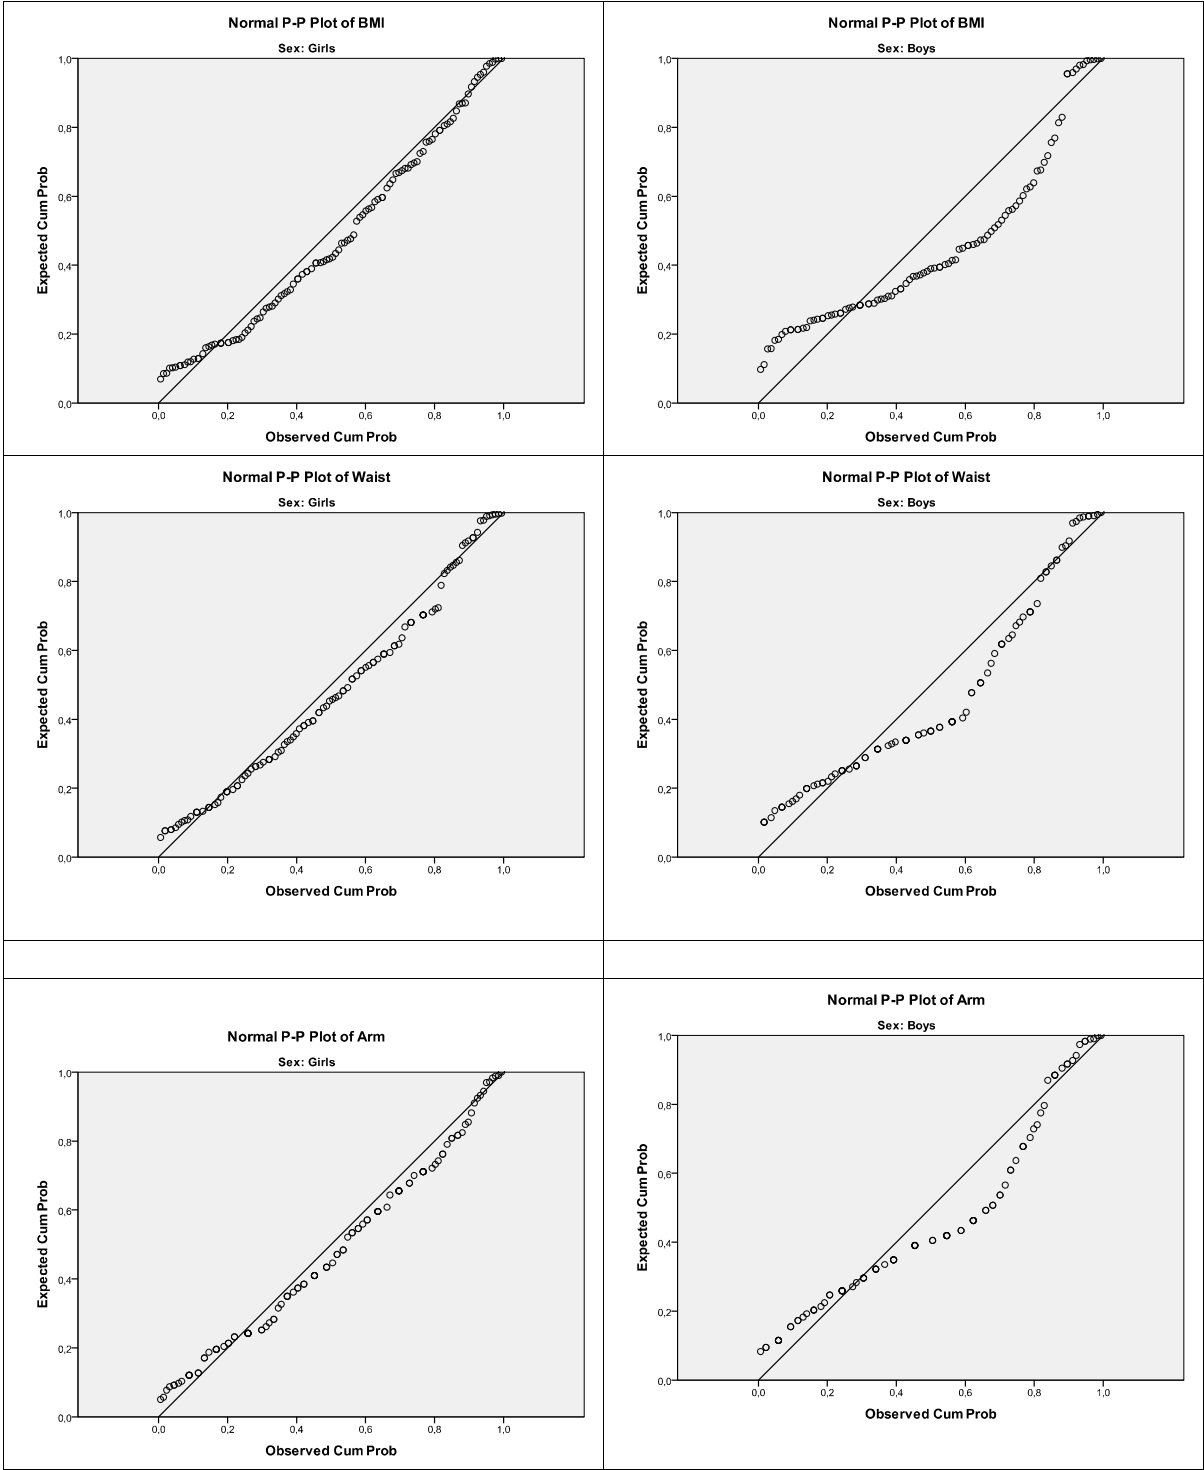 Normal P-P Plot of BMI
Sex: Girls
1,0
0,8
0,6
0,4
0,2
0,0
Expected Cum Prob
0,0 0,2 0,4 0,6 0,8 1,0
Observed Cum Prob
Normal P-P Plot of BMI
Sex: Boys
1,0
0,8
0,6
0,4
0,2
0,0
Expected Cum Prob
0,0 0,2 0,4 0,6 0,8 1,0
Observed Cum Prob
Normal P-P Plot of Waist
Sex: Girls
1,0
0,8
0,6
0,4
0,2
0,0
Expected Cum Prob
0,0 0,2 0,4 0,6 0,8 1,0
Observed Cum Prob
Normal P-P Plot of Waist
Sex: Boys
1,0
0,8
0,6
0,4
0,2
0,0
Expected Cum Prob
0,0 0,2 0,4 0,6 0,8 1,0
Observed Cum Prob
Normal P-P Plot of Arm
Sex: Girls
1,0
0,8
0,6
0,4
0,2
0,0
Expected Cum Prob
0,0 0,2 0,4 0,6 0,8 1,0
Observed Cum Prob
Normal P-P Plot of Arm
Sex: Boys
1,0
0,8
0,6
0,4
0,2
0,0
Expected Cum Prob
0,0 0,2 0,4 0,6 0,8 1,0
Observed Cum Prob